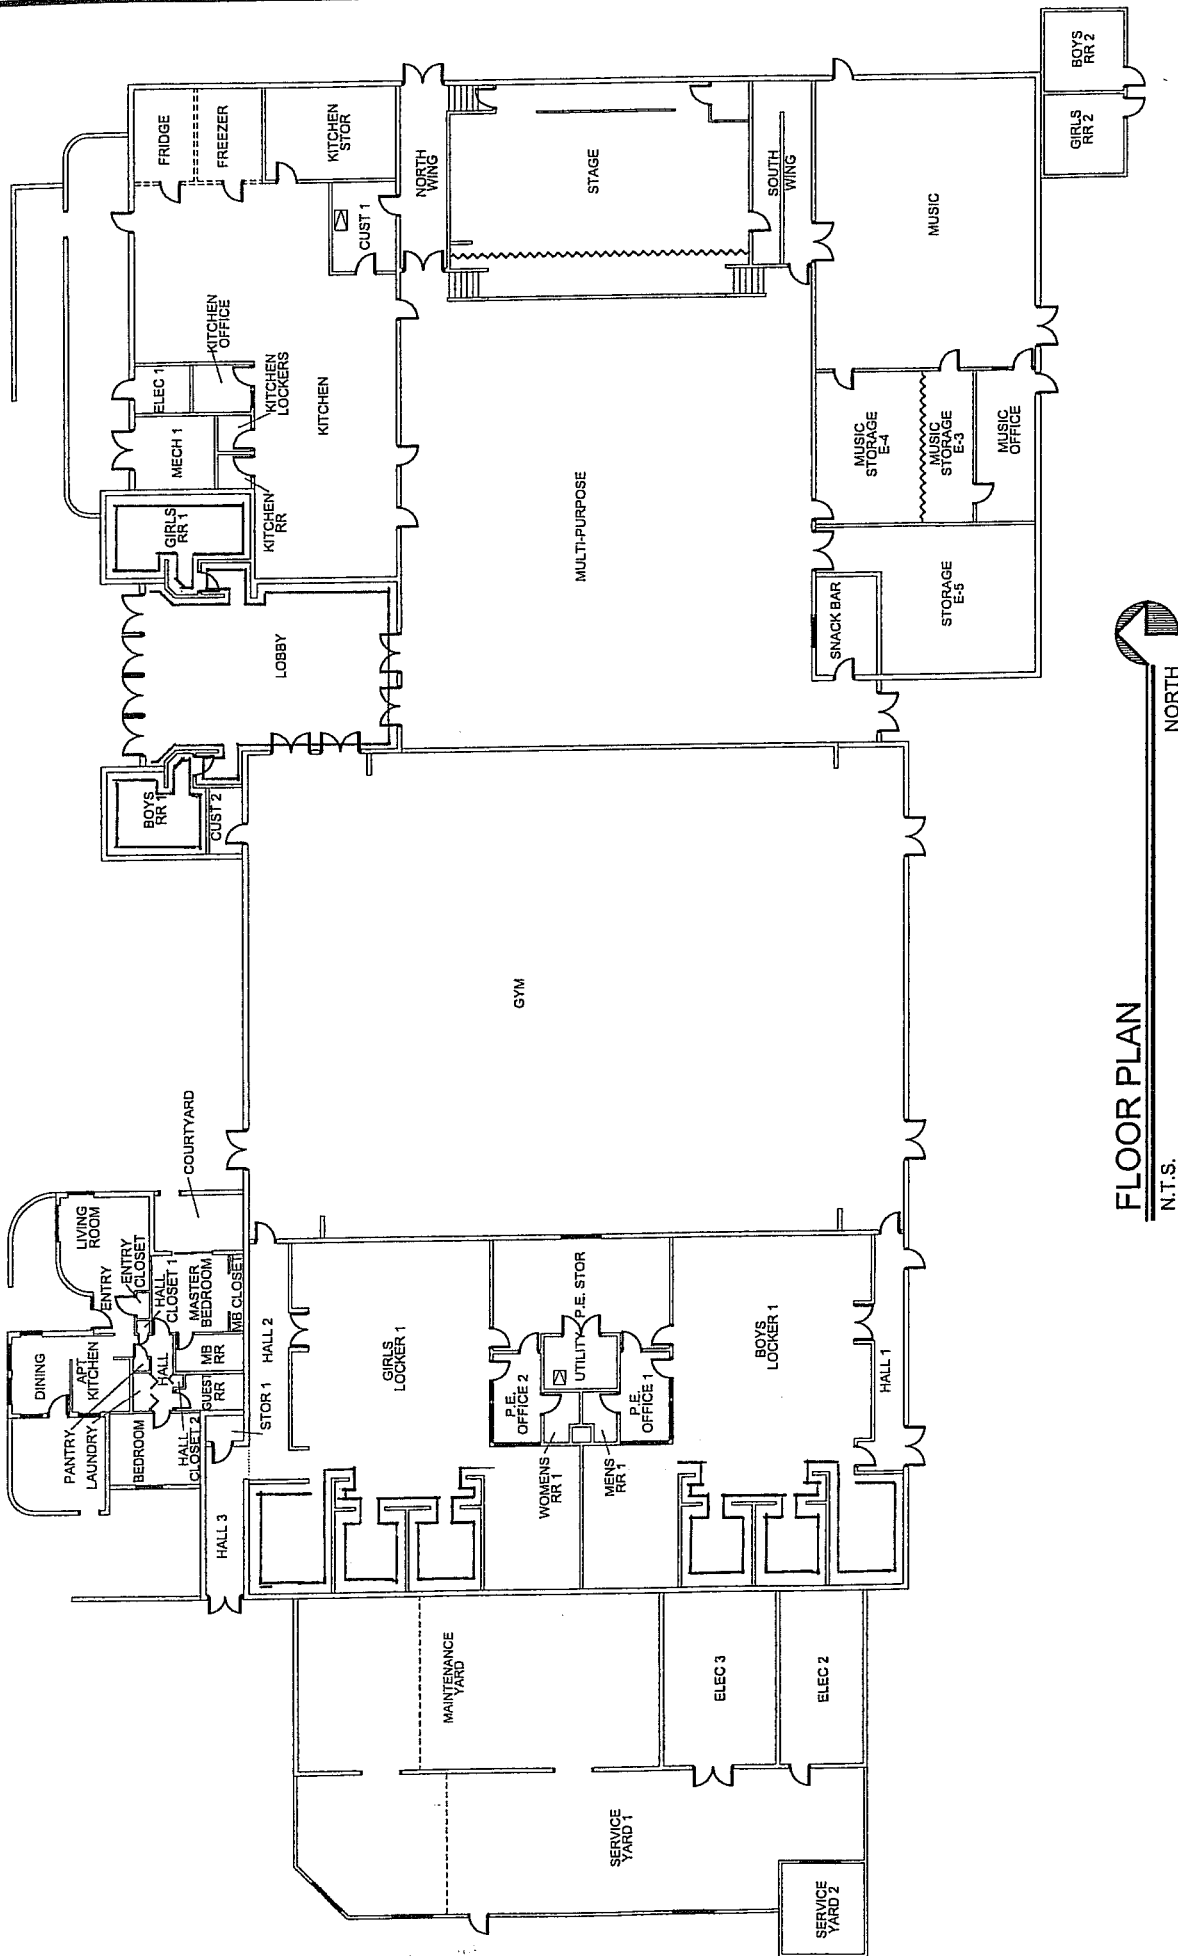 SERVICE
YARD 2
SERVICE
YARD 1
MAINTENANCE
YARD
ELEC 3
ELEC 2
HALL 3
STOR 1
HALL 2
BEDROOM
LAUNDRY
PANTRY
HALL
CLOSET 2
GUEST
RR
HALL
MB
RR
DINING
APT
KITCHEN
ENTRY
ENTRY
CLOSET
HALL
CLOSET 1
MASTER
BEDROOM
MB CLOSET
LIVING
ROOM
COURTYARD
GIRLS
LOCKER 1
P.E.
OFFICE 2
WOMENS
RR 1
MENS
RR 1
P.E.
OFFICE 1
UTILITY
P.E. STOR
BOYS
LOCKER 1
HALL 1
GYM
BOYS
RR 1
CUST 2
LOBBY
GIRLS
RR 1
MECH 1
ELEC 1
KITCHEN
RR
KITCHEN
LOCKERS
KITCHEN
OFFICE
KITCHEN
FRIDGE
FREEZER
KITCHEN
STOR
CUST 1
NORTH
WING
STAGE
SOUTH
WING
MULTI-PURPOSE
SNACK BAR
STORAGE
E-5
MUSIC
STORAGE
E-4
MUSIC
STORAGE
E-3
MUSIC
OFFICE
MUSIC
GIRLS
RR 2
BOYS
RR 2
FLOOR PLAN
N.T.S.
NORTH